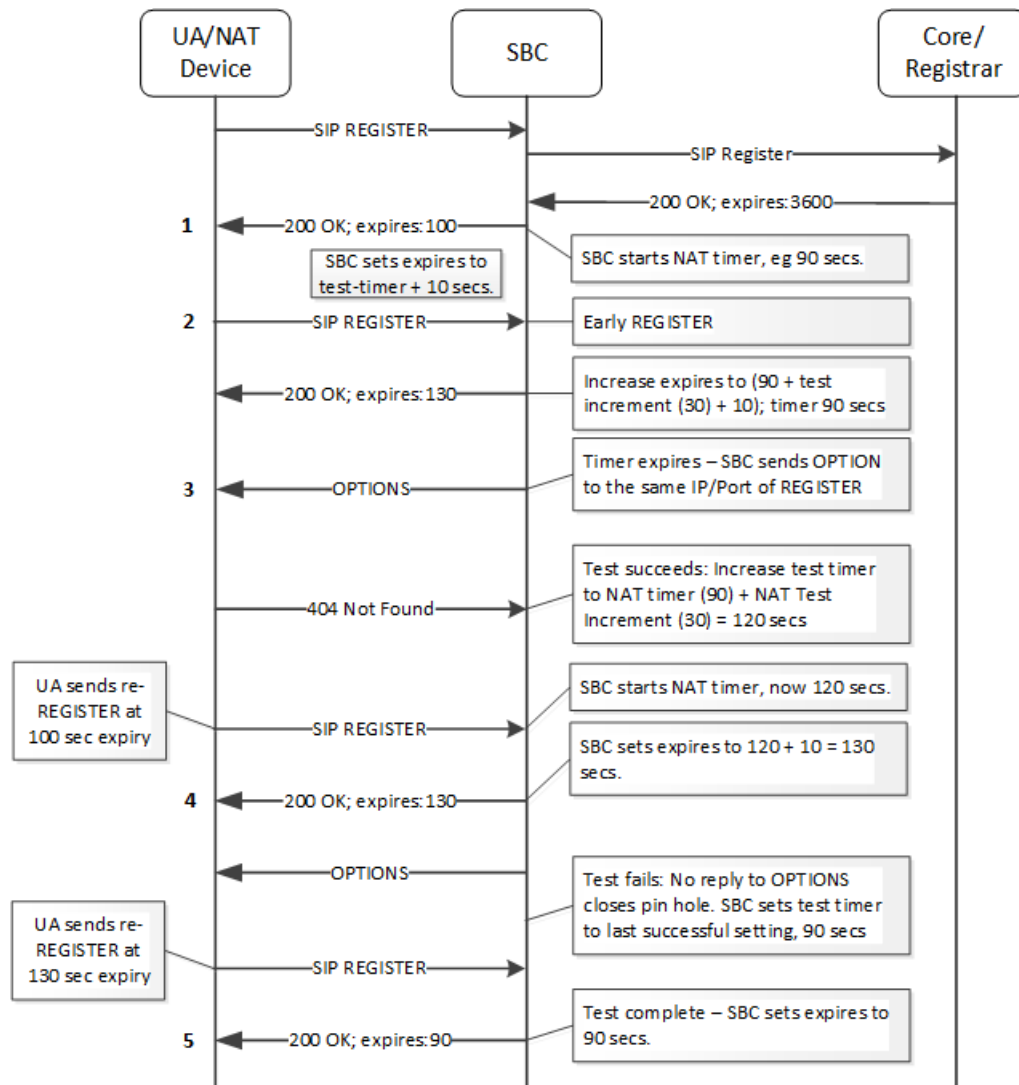 UA/NAT
Device
SBC
Core/
Registrar
SIP REGISTER
SIP Register
200 OK; expires:3600
1
200 OK; expires:100
SBC starts NAT timer, eg 90 secs.
SBC sets expires to
test-timer + 10 secs.
2
SIP REGISTER
Early REGISTER
200 OK; expires:130
Increase expires to (90 + test
increment (30) + 10); timer 90 secs
3
OPTIONS
Timer expires – SBC sends OPTION
to the same IP/Port of REGISTER
404 Not Found
Test succeeds: Increase test timer
to NAT timer (90) + NAT Test
Increment (30) = 120 secs
UA sends re-
REGISTER at
100 sec expiry
SIP REGISTER
SBC starts NAT timer, now 120 secs.
SBC sets expires to 120 + 10 = 130
secs.
4
200 OK; expires:130
OPTIONS
Test fails: No reply to OPTIONS
closes pin hole. SBC sets test timer
to last successful setting, 90 secs
UA sends re-
REGISTER at
130 sec expiry
SIP REGISTER
5
200 OK; expires:90
Test complete – SBC sets expires to
90 secs.